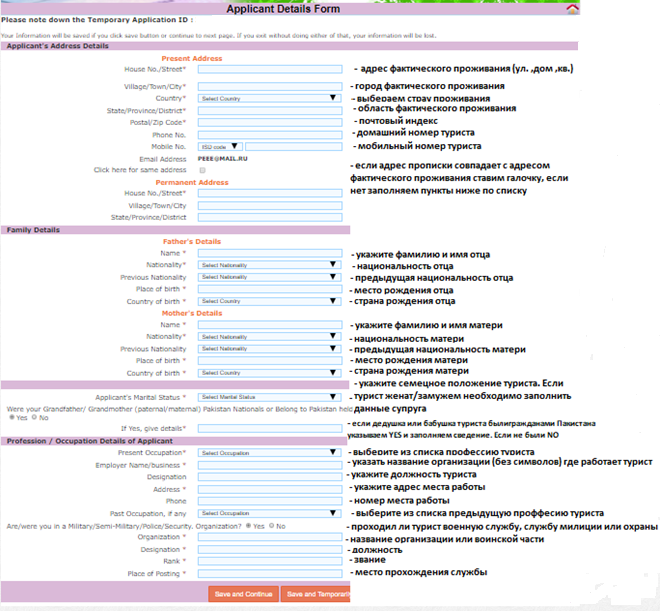 Applicant Details Form
Please note down the Temporary Application ID :
Your information will be saved if you click save button or continue to next page. If you exit without doing either of that, your information will be lost.
Applicant's Address Details
Present Address
House No./Street* - адрес фактического проживания (ул. ,дом ,кв.)
Village/Town/City* - город фактического проживания
Country* Select Country - выбераем страу проживания
State/Province/District* - область фактического проживания
Postal/Zip Code* - почтовый индекс
Phone No. - домашний номер туриста
Mobile No. ISD code - мобильный номер туриста
Email Address PEEE@MAIL.RU
Click here for same address - если адрес прописки совпадает с адресом
фактического проживания ставим галочку, если
Permanent Address
House No./Street* нет заполняем пункты ниже по списку
Village/Town/City
State/Province/District
Family Details
Father's Details
Name * - укажите фамилию и имя отца
Nationality* Select Nationality - национальность отца
Previous Nationality Select Nationality - предыдущая национальность отца
Place of birth * - место рождения отца
Country of birth * Select Country - страна рождения отца
Mother's Details
Name * - укажите фамилию и имя матери
Nationality* Select Nationality - национальность матери
Previous Nationality Select Nationality - предыдущая национальность матери
Place of birth * - место рождения матери
Country of birth * Select Country - страна рождения матери
- укажите семецное положение туриста. Если
Applicant's Marital Status * Select Marital Status турист женат/замужем необходимо заполнить
Were your Grandfather/ Grandmother (paternal/maternal) Pakistan Nationals or Belong to Pakistan held данные супруга
Yes No
If Yes, give details* - если дедушка или бабушка туриста былигражданами Пакистана
указываем YES и заполняем сведение. Если не были NO
Profession / Occupation Details of Applicant
Present Occupation* Select Occupation - выберите из списка профессию туриста
Employer Name/business * - указать название организации (без символов) где работает турист
Designation - укажите должность туриста
Address * - укажите адрес места работы
Phone - номер места работы
Past Occupation, if any Select Occupation - выберите из списка предыдущую проффесию туриста
Are/were you in a Military/Semi-Military/Police/Security. Organization? Yes No - проходил ли турист военную службу, службу милиции или охраны
Organization * - название организации или воинской части
Designation * - должность
Rank * - звание
Place of Posting * - место прохождения службы
Save and Continue Save and Temporaril